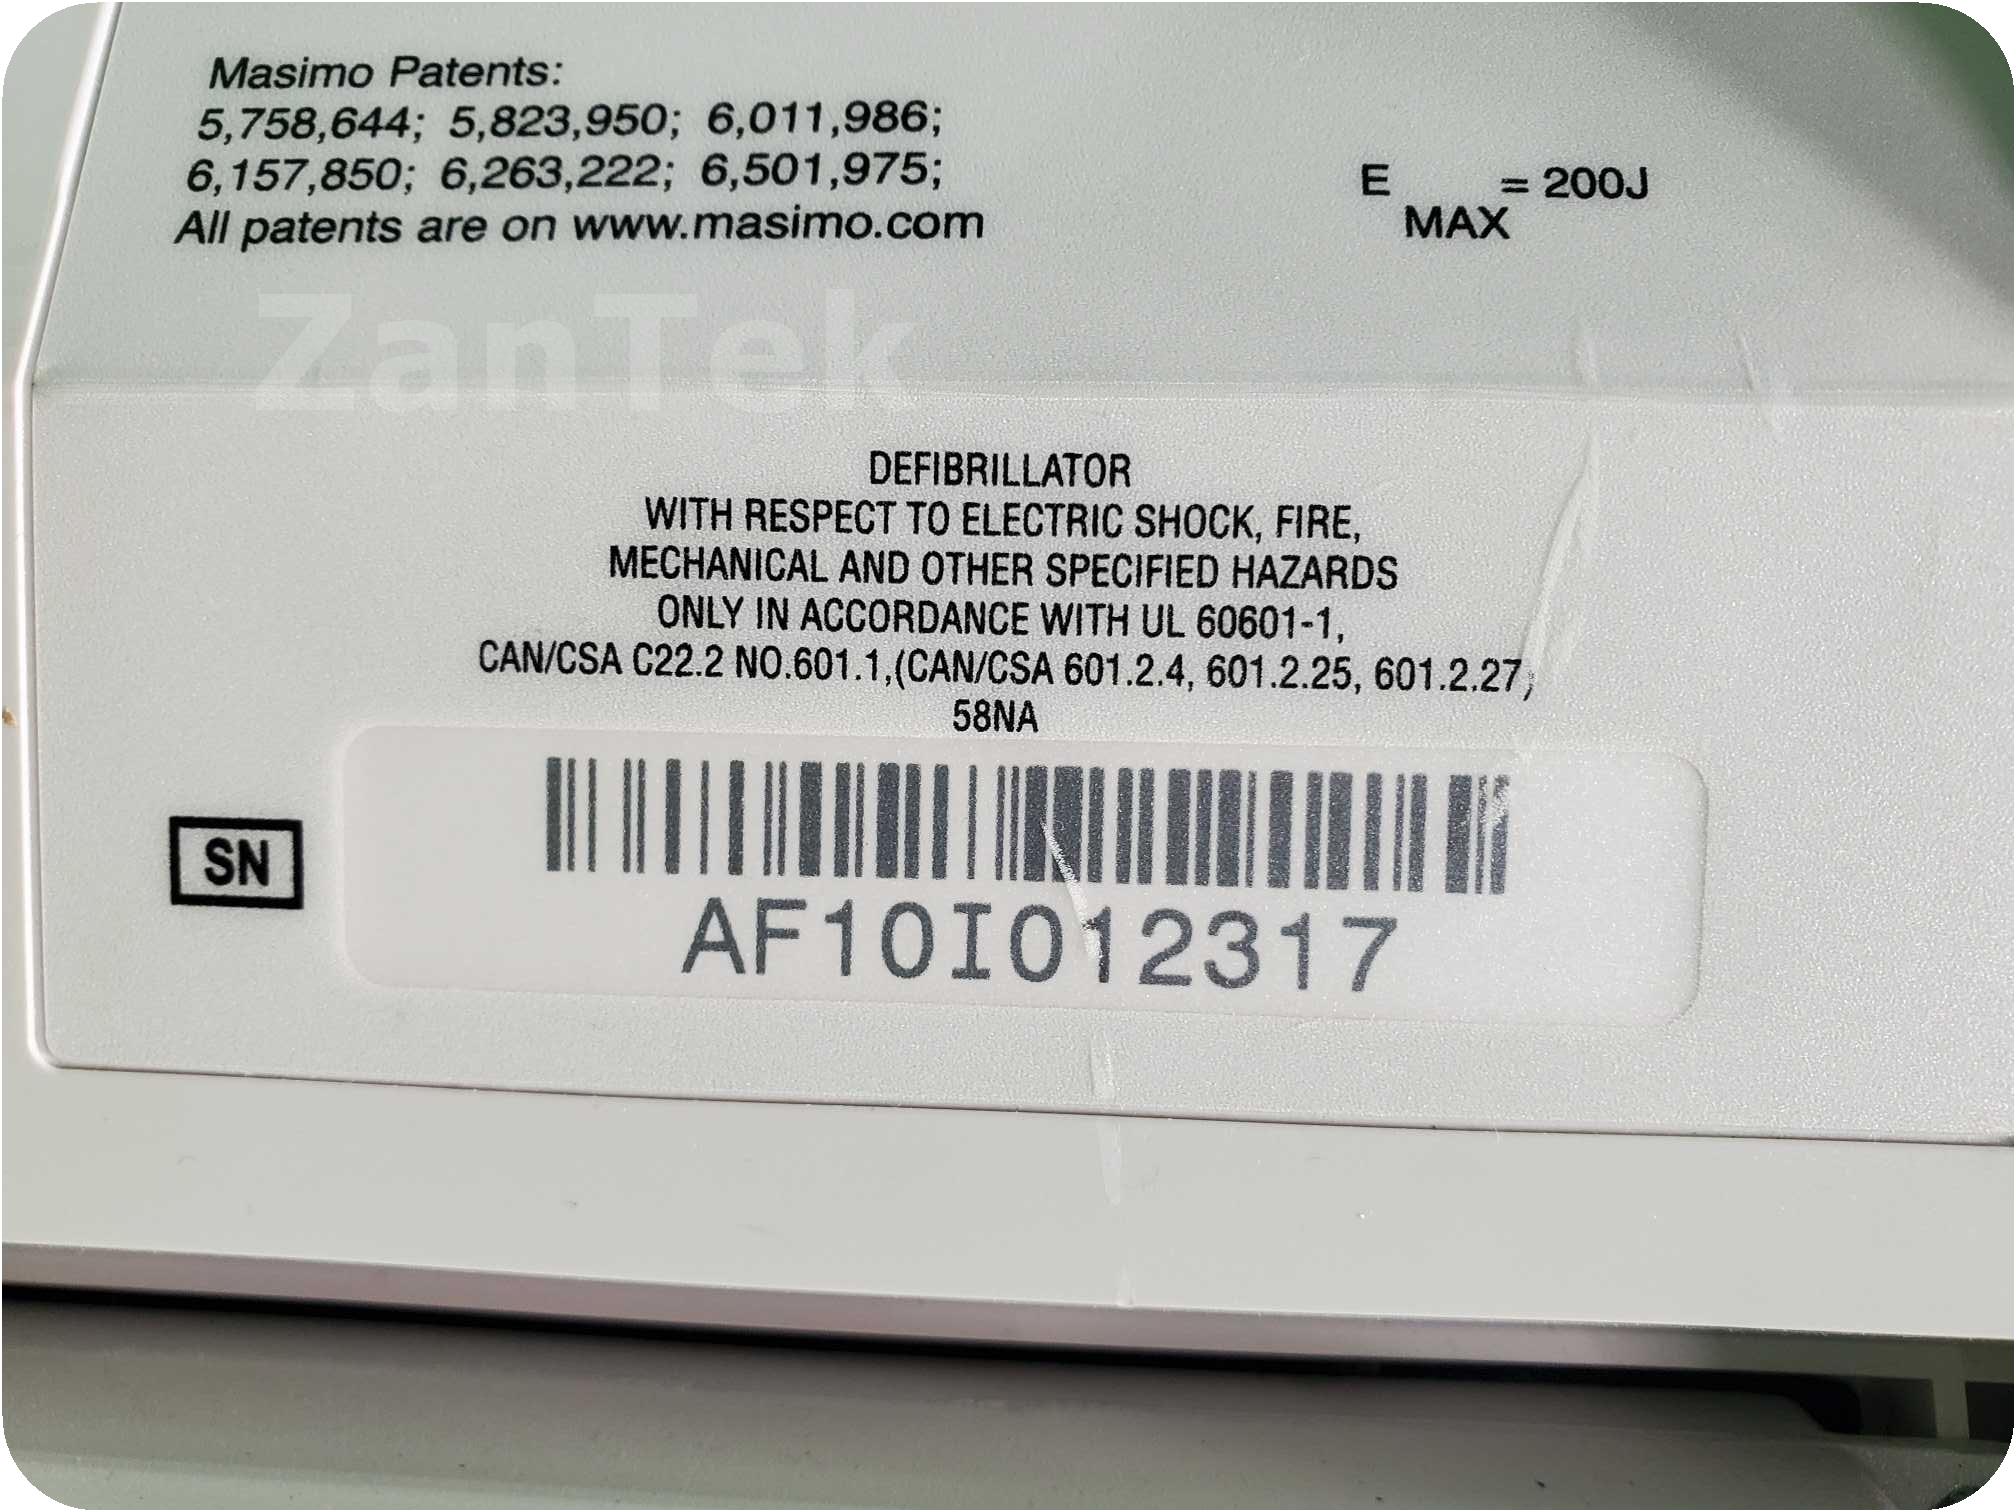 Masimo Patents:
5,758,644; 5,823,950; 6,011,986;
6,157,850; 6,263,222; 6,501,975;
All patents are on www.masimo.com
E MAX = 200J
ZanTek
DEFIBRILLATOR
WITH RESPECT TO ELECTRIC SHOCK, FIRE,
MECHANICAL AND OTHER SPECIFIED HAZARDS
ONLY IN ACCORDANCE WITH UL 60601-1,
CAN/CSA C22.2 NO.601.1,(CAN/CSA 601.2.4, 601.2.25, 601.2.27)
58NA
SN
AF10I012317